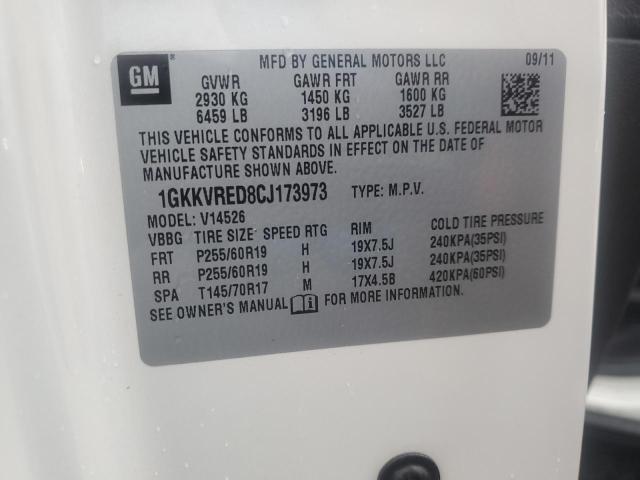 GM ® MFD BY GENERAL MOTORS LLC 09/11
GVWR GAWR FRT GAWR RR
2930 KG 1450 KG 1600 KG
6459 LB 3196 LB 3527 LB
THIS VEHICLE CONFORMS TO ALL APPLICABLE U.S. FEDERAL MOTOR
VEHICLE SAFETY STANDARDS IN EFFECT ON THE DATE OF
MANUFACTURE SHOWN ABOVE.
1GKKVRED8CJ173973 TYPE: M.P.V.
MODEL: V14526
VBBG TIRE SIZE SPEED RTG RIM COLD TIRE PRESSURE
FRT P255/60R19 H 19X7.5J 240KPA(35PSI)
RR P255/60R19 H 19X7.5J 240KPA(35PSI)
SPA T145/70R17 M 17X4.5B 420KPA(60PSI)
SEE OWNER'S MANUAL FOR MORE INFORMATION.